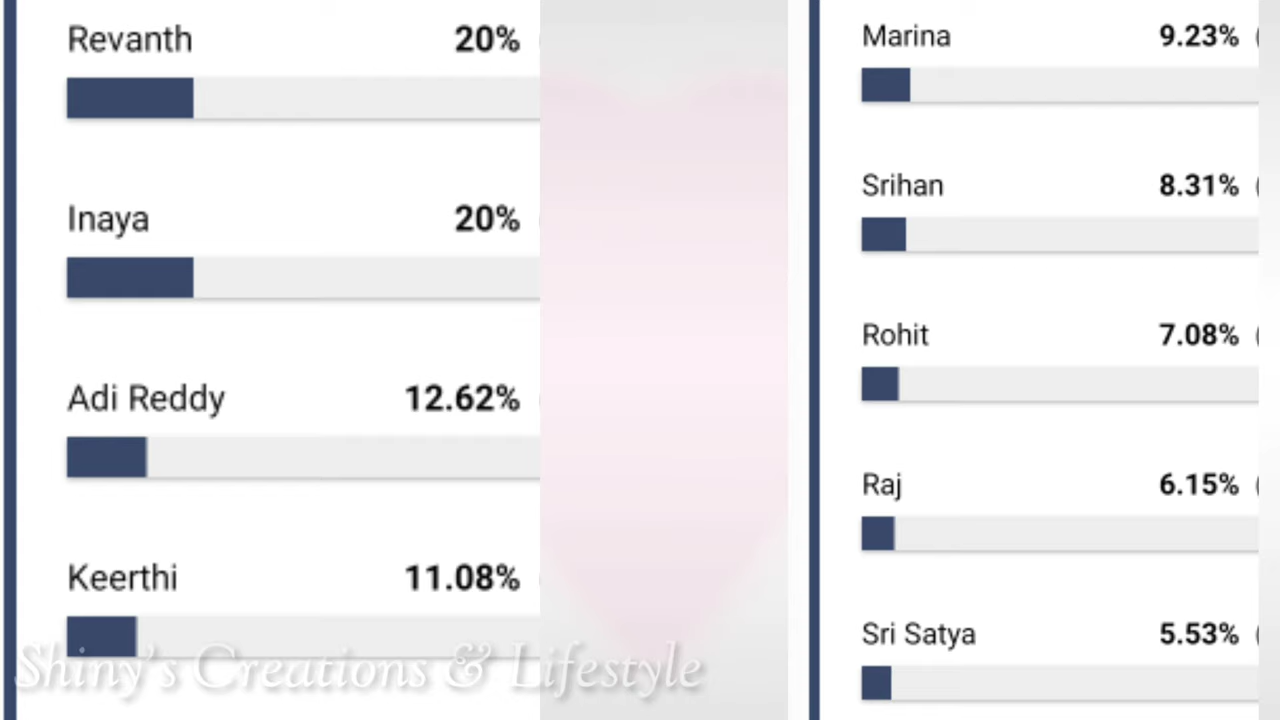 Revanth 20%
Inaya 20%
Adi Reddy 12.62%
Keerthi 11.08%
Shiny's Creations & Lifestyle
Marina 9.23% (
Srihan 8.31% (
Rohit 7.08% (
Raj 6.15% (
Sri Satya 5.53% (